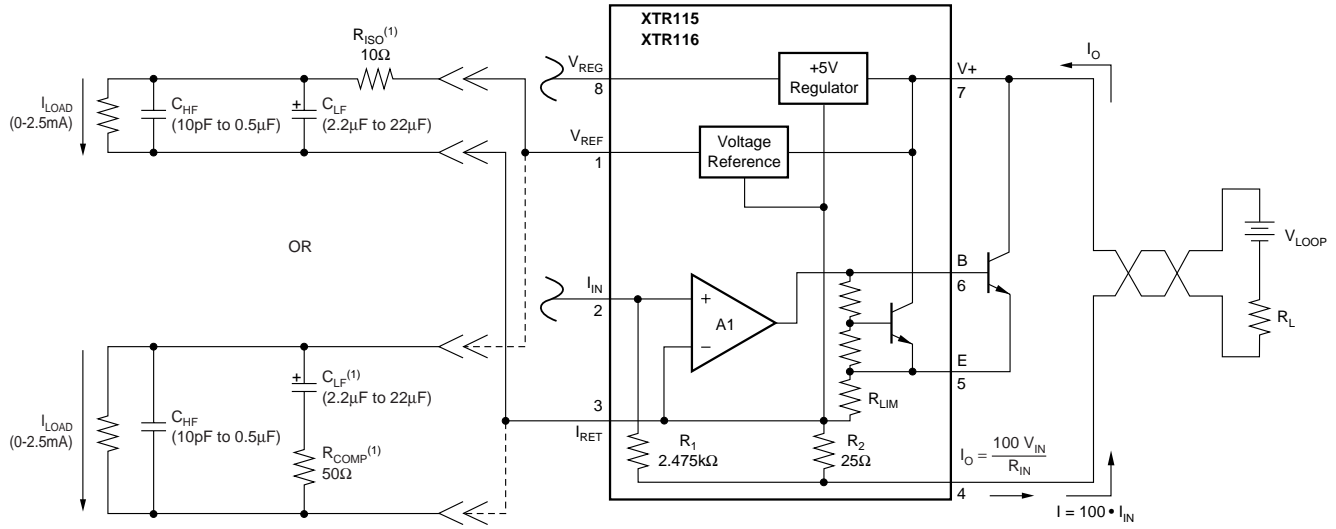 XTR115
XTR116
R_ISO(1)
10Ω
I_LOAD
(0-2.5mA)
C_HF
(10pF to 0.5µF)
+
C_LF
(2.2µF to 22µF)
V_REG
8
+5V
Regulator
V+
7
I_O
V_REF
1
Voltage
Reference
OR
I_IN
2
+
A1
–
B
6
E
5
V_LOOP
R_L
I_LOAD
(0-2.5mA)
C_HF
(10pF to 0.5µF)
+
C_LF(1)
(2.2µF to 22µF)
R_COMP(1)
50Ω
3
I_RET
R_1
2.475kΩ
R_2
25Ω
R_LIM
I_O = 100 V_IN / R_IN
4
I = 100 • I_IN